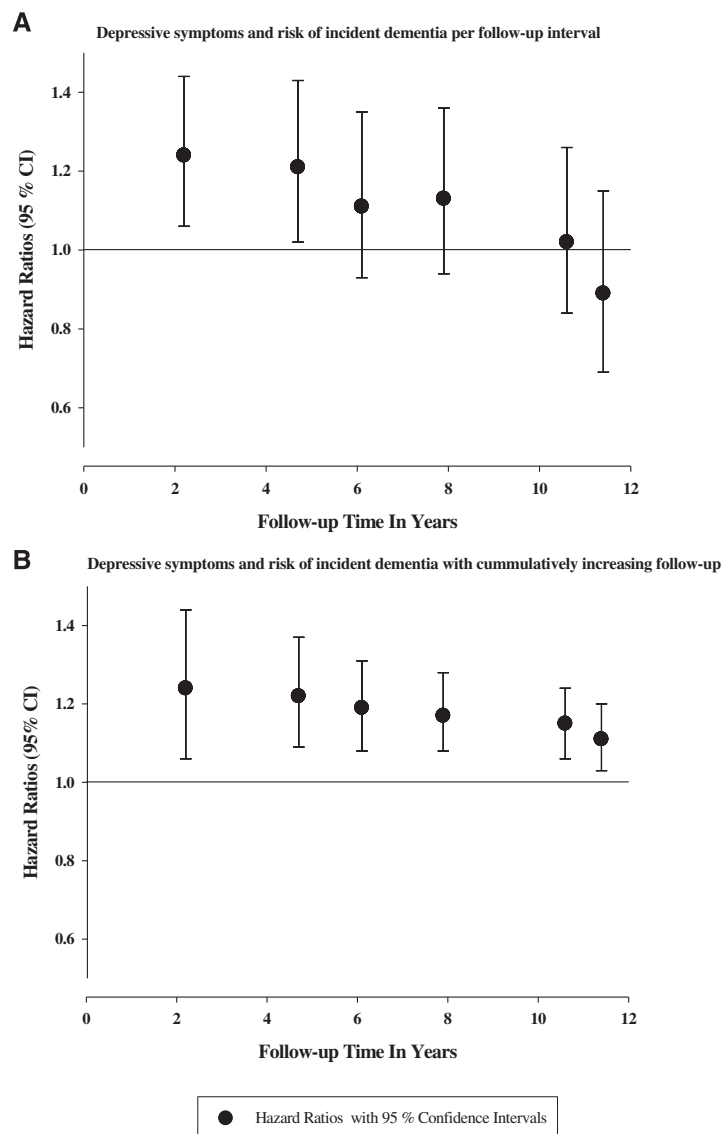 A
Depressive symptoms and risk of incident dementia per follow-up interval
Hazard Ratios (95 % CI)
1.4
1.2
1.0
0.8
0.6
0 2 4 6 8 10 12
Follow-up Time In Years
B
Depressive symptoms and risk of incident dementia with cummulatively increasing follow-up
Hazard Ratios (95% CI)
1.4
1.2
1.0
0.8
0.6
0 2 4 6 8 10 12
Follow-up Time In Years
Hazard Ratios with 95 % Confidence Intervals